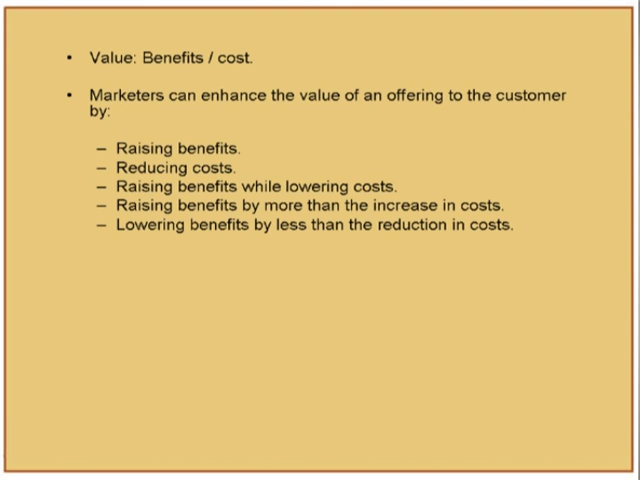 • Value: Benefits / cost.
• Marketers can enhance the value of an offering to the customer
by:
– Raising benefits.
– Reducing costs.
– Raising benefits while lowering costs.
– Raising benefits by more than the increase in costs.
– Lowering benefits by less than the reduction in costs.